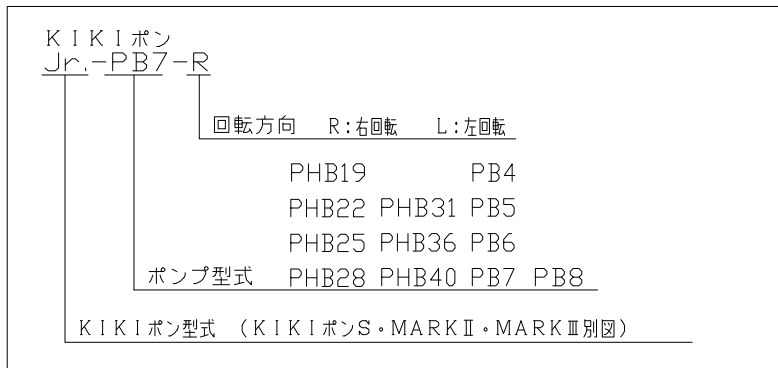 KIKIポン
Jr.-PB7-R
回転方向 R:右回転 L:左回転
PHB19 PB4
PHB22 PHB31 PB5
PHB25 PHB36 PB6
ポンプ型式 PHB28 PHB40 PB7 PB8
KIKIポン型式 (KIKIポンS・MARKⅡ・MARKⅢ別図)